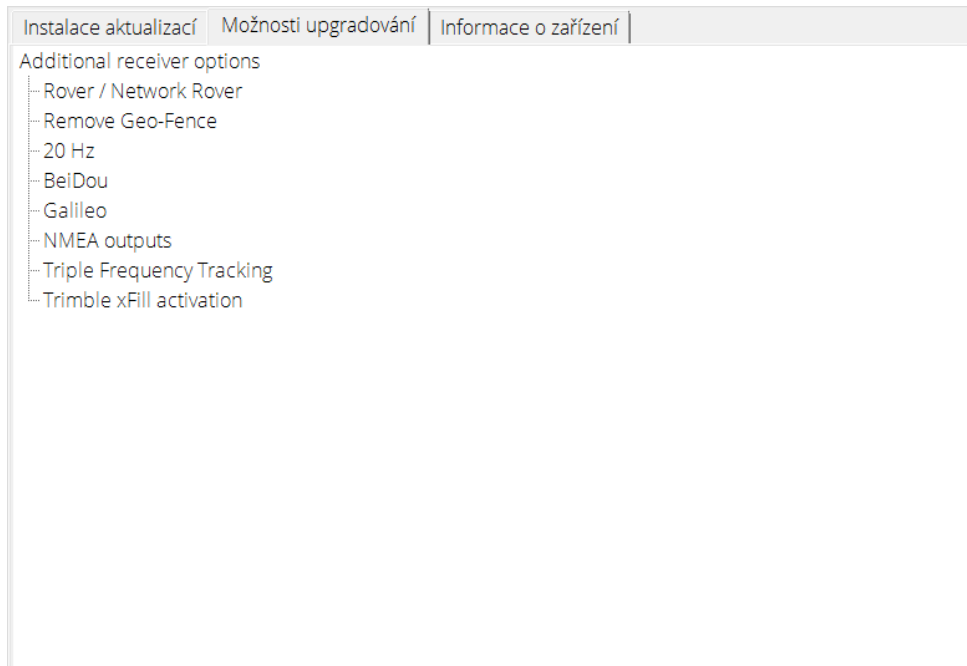 Instalace aktualizací Možnosti upgradování Informace o zařízení
Additional receiver options
Rover / Network Rover
Remove Geo-Fence
20 Hz
BeiDou
Galileo
NMEA outputs
Triple Frequency Tracking
Trimble xFill activation